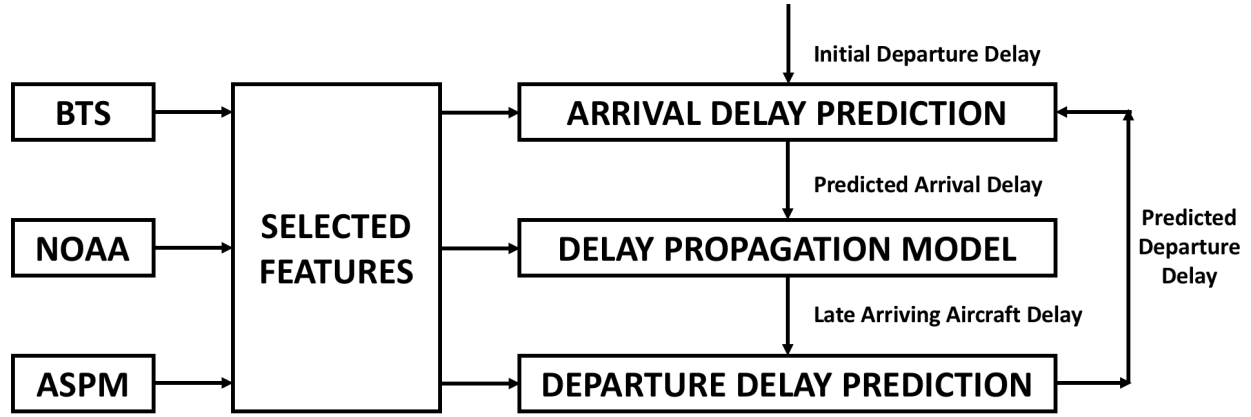 Initial Departure Delay
BTS
ARRIVAL DELAY PREDICTION
Predicted Arrival Delay
SELECTED
FEATURES
NOAA
DELAY PROPAGATION MODEL
Predicted
Departure
Delay
Late Arriving Aircraft Delay
ASPM
DEPARTURE DELAY PREDICTION